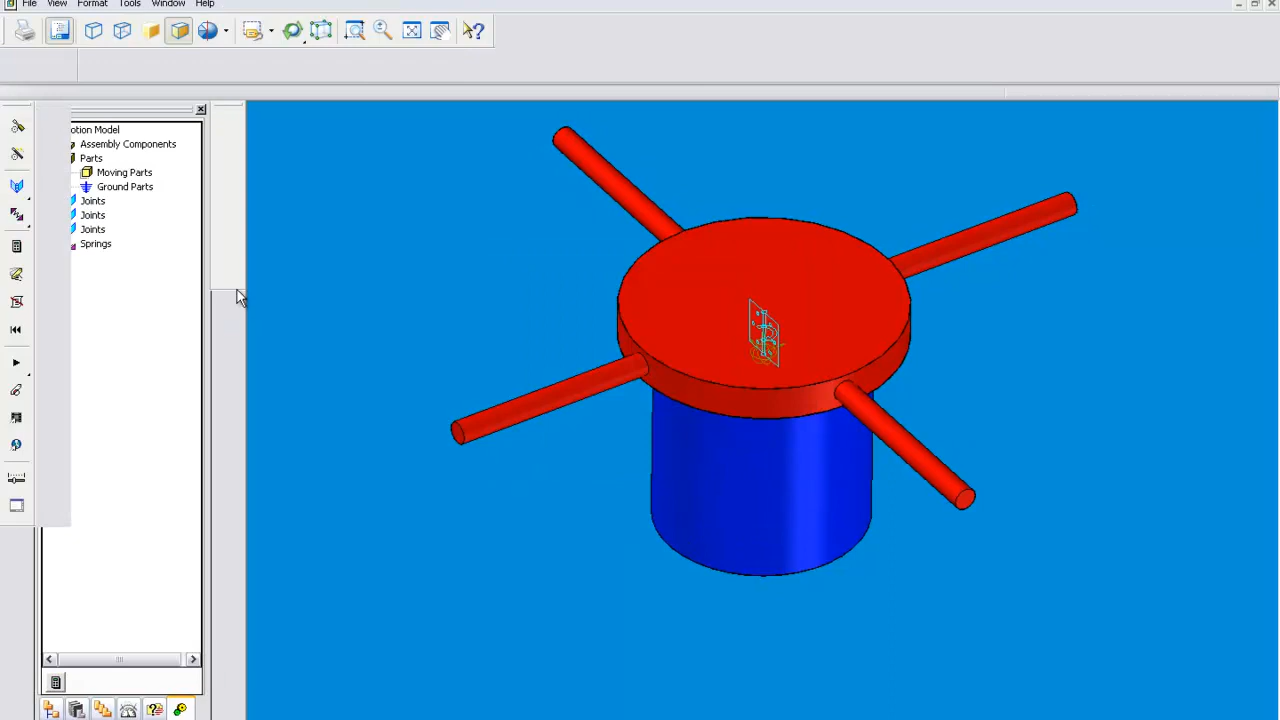 File View Format Tools Window Help
otion Model
Assembly Components
Parts
Moving Parts
Ground Parts
Joints
Joints
Joints
Springs